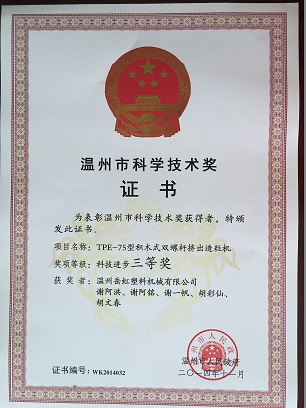 温州市科学技术奖
证书
为表彰温州市科学技术奖获得者，特颁
发此证书。
项目名称：TPE-75型积木式双螺杆挤出造粒机
奖项等级：科技进步三等奖
获奖者：温州岳虹塑料机械有限公司
谢阿洪、谢阿铭、谢一帆、胡彩仙、
胡文春
温州市人民政府
二〇一四年十一月
证书编号：WK2014032